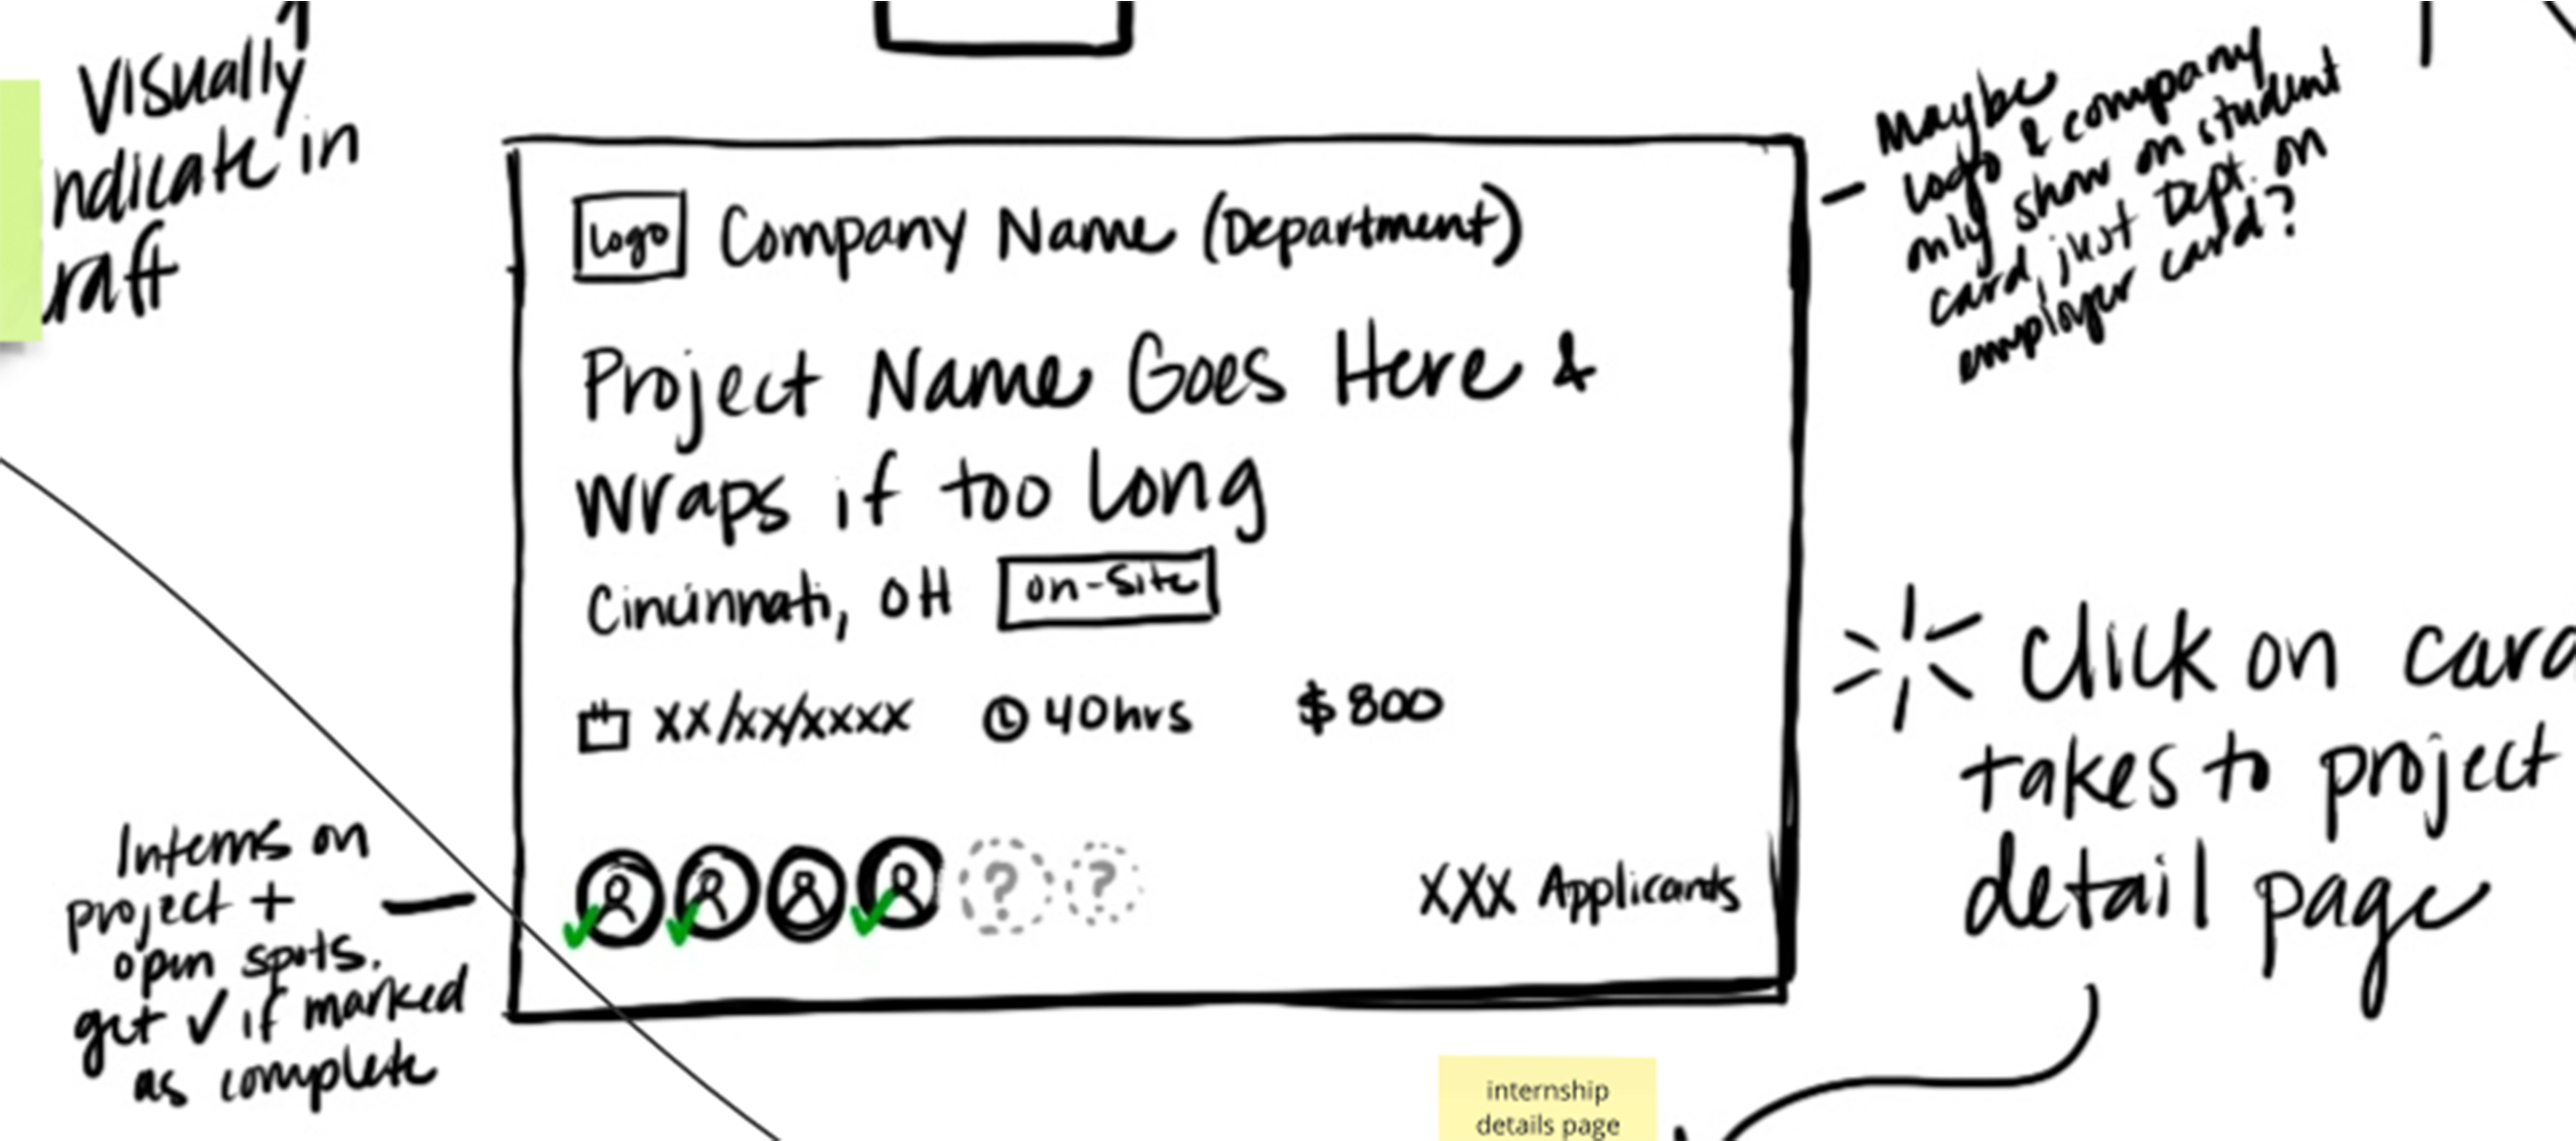 Visually
ndicate in
raft
Logo Company Name (Department)
Project Name Goes Here &
Wraps if too long
Cincinnati, OH on-site
xx/xx/xxxx 40hrs $800
? ?
XXX Applicants
Maybe
logo & company
only show on student
card, just Dept. on
employer card?
click on card
takes to project
detail page
Interns on
project +
open spots.
get ✓ if marked
as complete
internship
details page